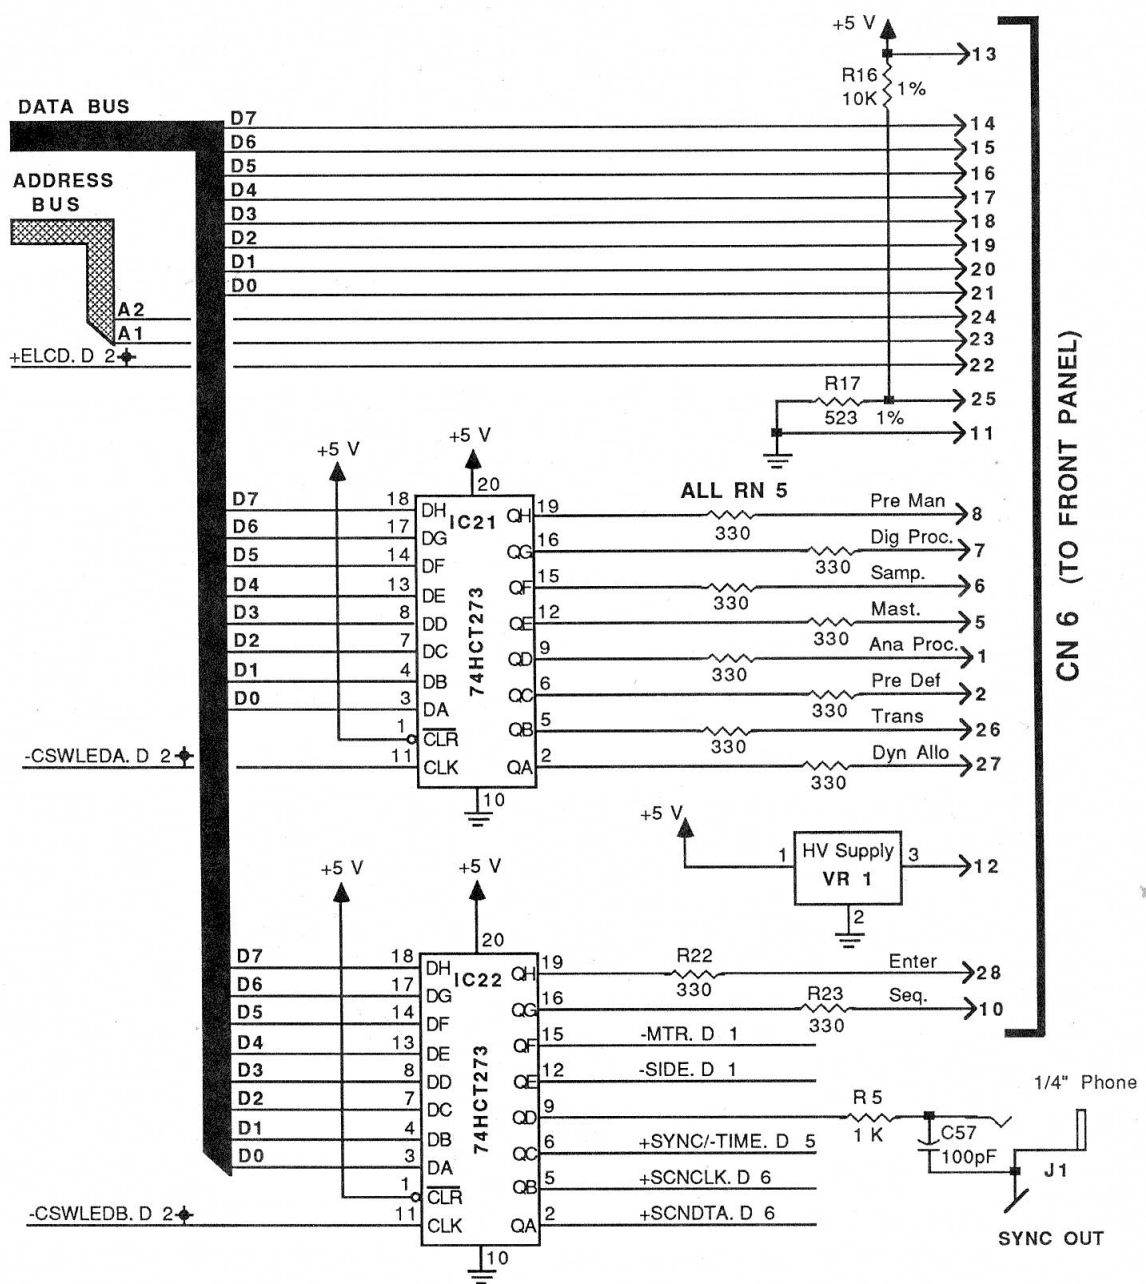 +5 V
13
R16
1%
10K
DATA BUS
D7
14
D6
15
D5
16
ADDRESS
BUS
D4
17
D3
18
D2
19
D1
20
D0
21
A2
24
A1
23
+ELCD. D 2
22
R17
25
523 1%
11
CN 6 (TO FRONT PANEL)
+5 V
+5 V
20
ALL RN 5
D7
18
DH
IC21
QH
19
330
Pre Man
8
D6
17
DG
QG
16
330
Dig Proc.
7
D5
14
DF
QF
15
330
Samp.
6
D4
13
DE
QE
12
330
Mast.
5
D3
8
DD
QD
9
330
Ana Proc.
1
D2
7
DC
QC
6
330
Pre Def
2
D1
4
DB
QB
5
330
Trans
26
D0
3
DA
1
CLR
-CSWLEDA. D 2
11
CLK
QA
2
330
Dyn Allo
27
74HCT273
10
+5 V
1
HV Supply
VR 1
3
12
2
+5 V
+5 V
20
D7
18
DH
IC22
QH
19
R22
330
Enter
28
D6
17
DG
QG
16
R23
330
Seq.
10
D5
14
DF
QF
15
-MTR. D 1
D4
13
DE
QE
12
-SIDE. D 1
D3
8
DD
QD
9
R 5
1 K
C57
100pF
1/4" Phone
J1
D2
7
DC
QC
6
+SYNC/-TIME. D 5
D1
4
DB
QB
5
+SCNCLK. D 6
D0
3
DA
1
CLR
-CSWLEDB. D 2
11
CLK
QA
2
+SCNDTA. D 6
74HCT273
10
SYNC OUT